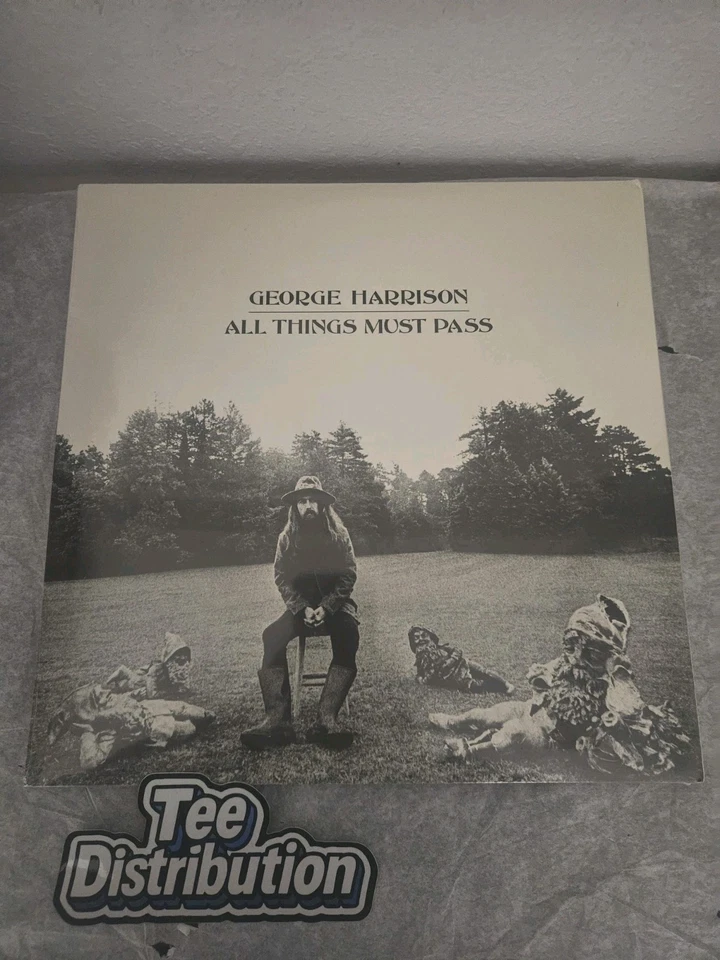 GEORGE HARRISON
ALL THINGS MUST PASS
Tee
Distribution